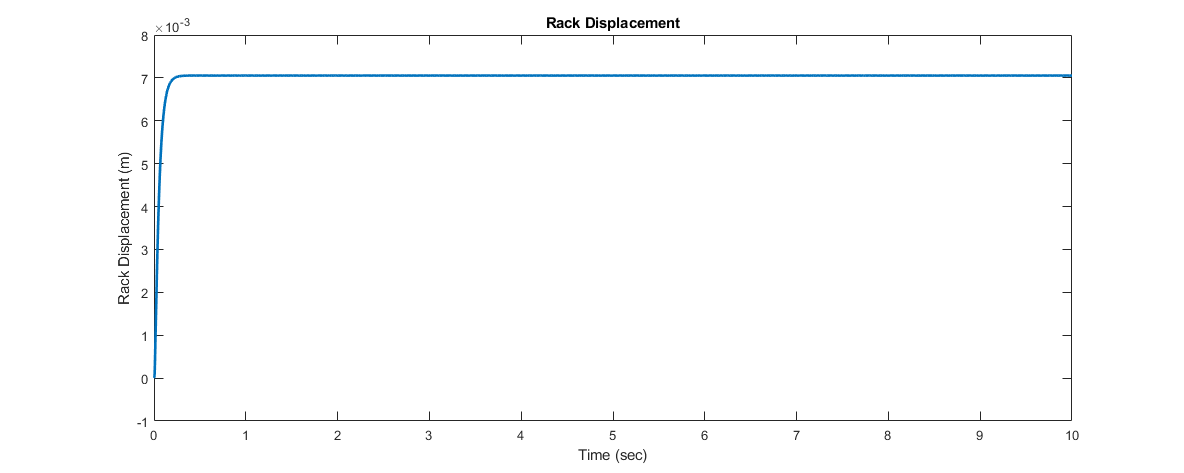 Rack Displacement
×10-3
8
7
6
5
4
3
2
1
0
-1
Rack Displacement (m)
0 1 2 3 4 5 6 7 8 9 10
Time (sec)